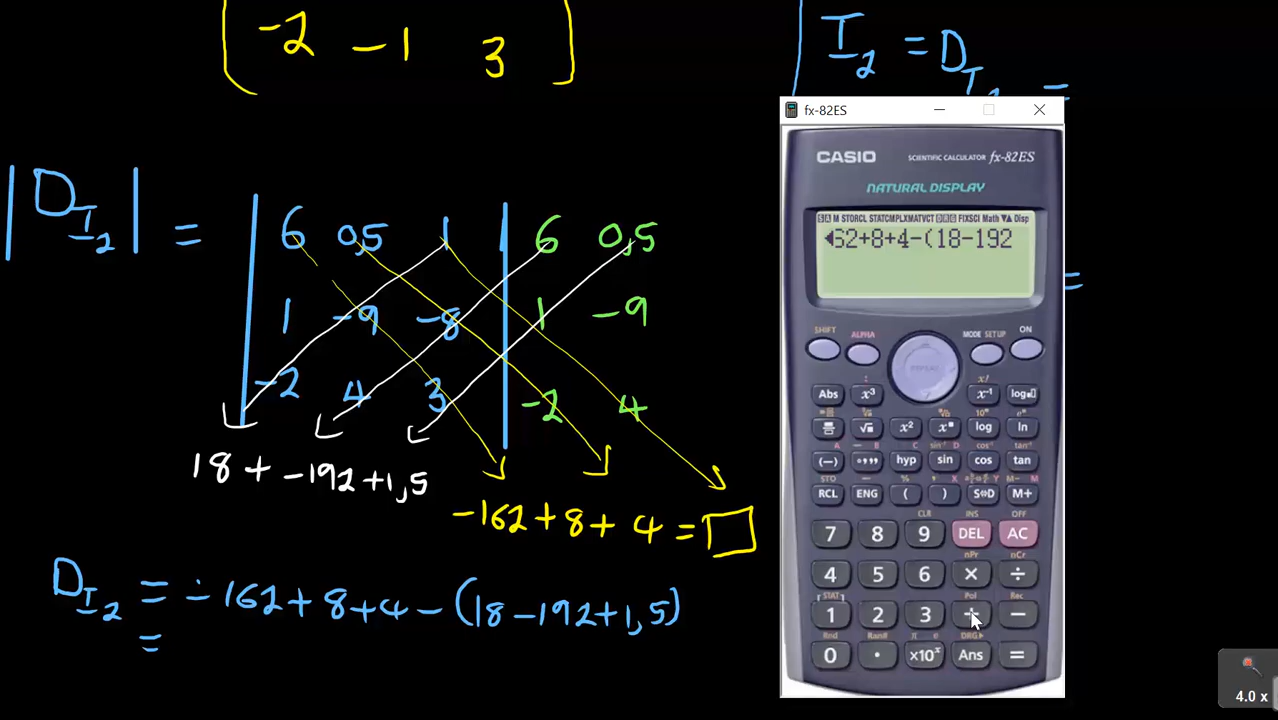 -2 -1 3
I2 = DI2 =
fx-82ES
CASIO SCIENTIFIC CALCULATOR fx-82ES
NATURAL DISPLAY
62+8+4-(18-192
=
|DI2| = | 6 0,5 1 | 6 0,5
1 -9 -8 1 -9
-2 4 3 -2 4
18 + -192 + 1,5
-162 + 8 + 4 = □
DI2 = -162 + 8 + 4 - (18 - 192 + 1,5)
=
SHIFT ALPHA MODE SETUP ON
Abs x³ x! x⁻¹ log
√ x² log ln
(-) hyp sin cos tan
RCL ENG ( ) S⇔D M+
7 8 9 DEL AC
4 5 6 × ÷
1 2 3 + −
0 . ×10ˣ Ans =
4.0 x